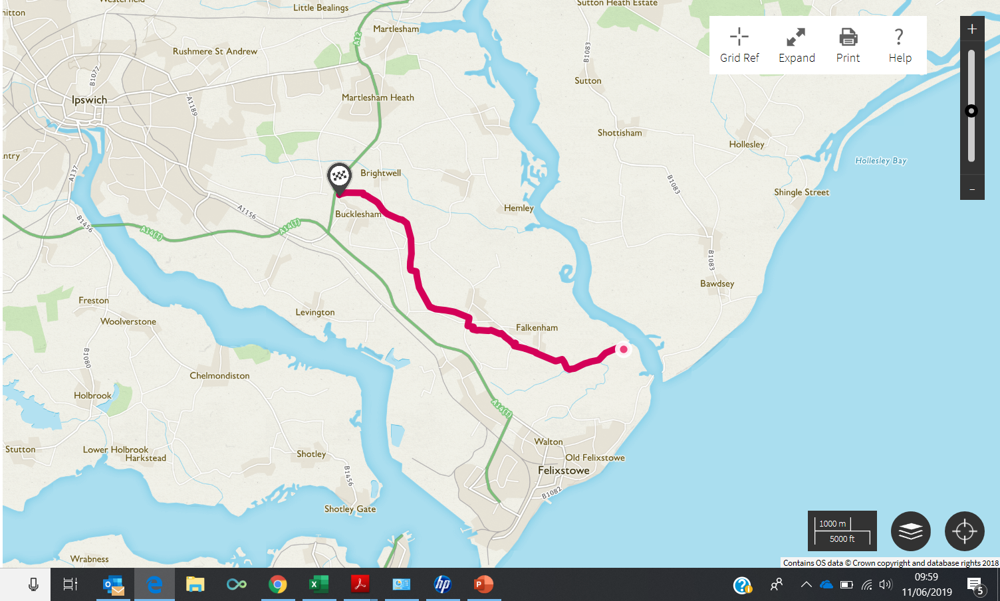 Westerfield
Little Bealings
Sutton Heath Estate
nitton
A12
Martlesham
Rushmere St Andrew
B1083
Grid Ref
Expand
Print
?
Help
+
B1077
Sutton
Ipswich
A1189
Martlesham Heath
Shottisham
Hollesley
ntry
A137
Hollesley Bay
Brightwell
B1083
Shingle Street
-
Hemley
A1156
Bucklesham
B1456
A14(T)
A14(T)
B1083
Bawdsey
Freston
Levington
Woolverstone
Falkenham
B1080
Chelmondiston
Holbrook
A14(T)
Walton
Stutton
Lower Holbrook
Harkstead
Shotley
Old Felixstowe
B1456
Felixstowe
B1082
Shotley Gate
1000 m
5000 ft
Wrabness
Contains OS data © Crown copyright and database rights 2018
09:59
11/06/2019
5